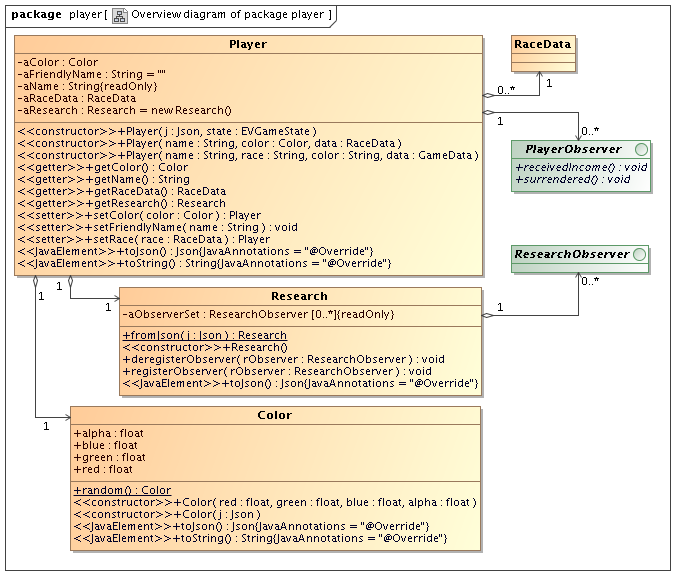 package player [ Overview diagram of package player ]
Player
-aColor : Color
-aFriendlyName : String = ""
-aName : String{readOnly}
-aRaceData : RaceData
-aResearch : Research = new Research()
<<constructor>>+Player( j : Json, state : EVGameState )
<<constructor>>+Player( name : String, color : Color, data : RaceData )
<<constructor>>+Player( name : String, race : String, color : String, data : GameData )
<<getter>>+getColor() : Color
<<getter>>+getName() : String
<<getter>>+getRaceData() : RaceData
<<getter>>+getResearch() : Research
<<setter>>+setColor( color : Color ) : Player
<<setter>>+setFriendlyName( name : String ) : void
<<setter>>+setRace( race : RaceData ) : Player
<<JavaElement>>+toJson() : Json{JavaAnnotations = "@Override"}
<<JavaElement>>+toString() : String{JavaAnnotations = "@Override"}
RaceData
0..*
1
1
0..*
PlayerObserver
+receivedIncome() : void
+surrendered() : void
ResearchObserver
0..*
1
1
1
Research
-aObserverSet : ResearchObserver [0..*]{readOnly}
+fromJson( j : Json ) : Research
<<constructor>>+Research()
+deregisterObserver( rObserver : ResearchObserver ) : void
+registerObserver( rObserver : ResearchObserver ) : void
<<JavaElement>>+toJson() : Json{JavaAnnotations = "@Override"}
1
1
Color
+alpha : float
+blue : float
+green : float
+red : float
+random() : Color
<<constructor>>+Color( red : float, green : float, blue : float, alpha : float )
<<constructor>>+Color( j : Json )
<<JavaElement>>+toJson() : Json{JavaAnnotations = "@Override"}
<<JavaElement>>+toString() : String{JavaAnnotations = "@Override"}